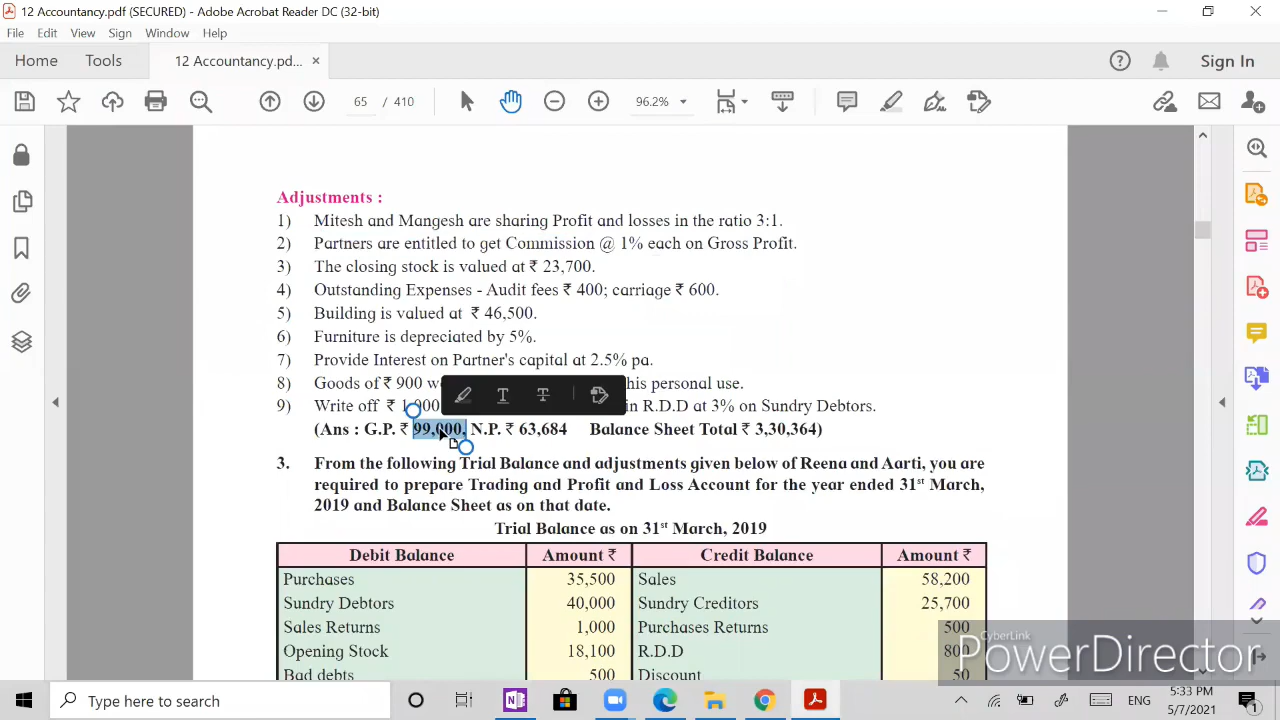 12 Accountancy.pdf (SECURED) - Adobe Acrobat Reader DC (32-bit)
File Edit View Sign Window Help
Home Tools 12 Accountancy.pd... × Sign In
65 / 410 96.2%
Adjustments :
1) Mitesh and Mangesh are sharing Profit and losses in the ratio 3:1.
2) Partners are entitled to get Commission @ 1% each on Gross Profit.
3) The closing stock is valued at ₹ 23,700.
4) Outstanding Expenses - Audit fees ₹ 400; carriage ₹ 600.
5) Building is valued at ₹ 46,500.
6) Furniture is depreciated by 5%.
7) Provide Interest on Partner's capital at 2.5% pa.
8) Goods of ₹ 900 his personal use.
9) Write off ₹ in R.D.D at 3% on Sundry Debtors.
(Ans : G.P. ₹ 99,000, N.P. ₹ 63,684 Balance Sheet Total ₹ 3,30,364)
3. From the following Trial Balance and adjustments given below of Reena and Aarti, you are
required to prepare Trading and Profit and Loss Account for the year ended 31st March,
2019 and Balance Sheet as on that date.
Trial Balance as on 31st March, 2019
Debit Balance Amount ₹ Credit Balance Amount ₹
Purchases 35,500 Sales 58,200
Sundry Debtors 40,000 Sundry Creditors 25,700
Sales Returns 1,000 Purchases Returns 500
Opening Stock 18,100 R.D.D 800
Bad debts 500 Discount 50
CyberLink
PowerDirector
Type here to search
ENG
5:33 PM
5/7/2021